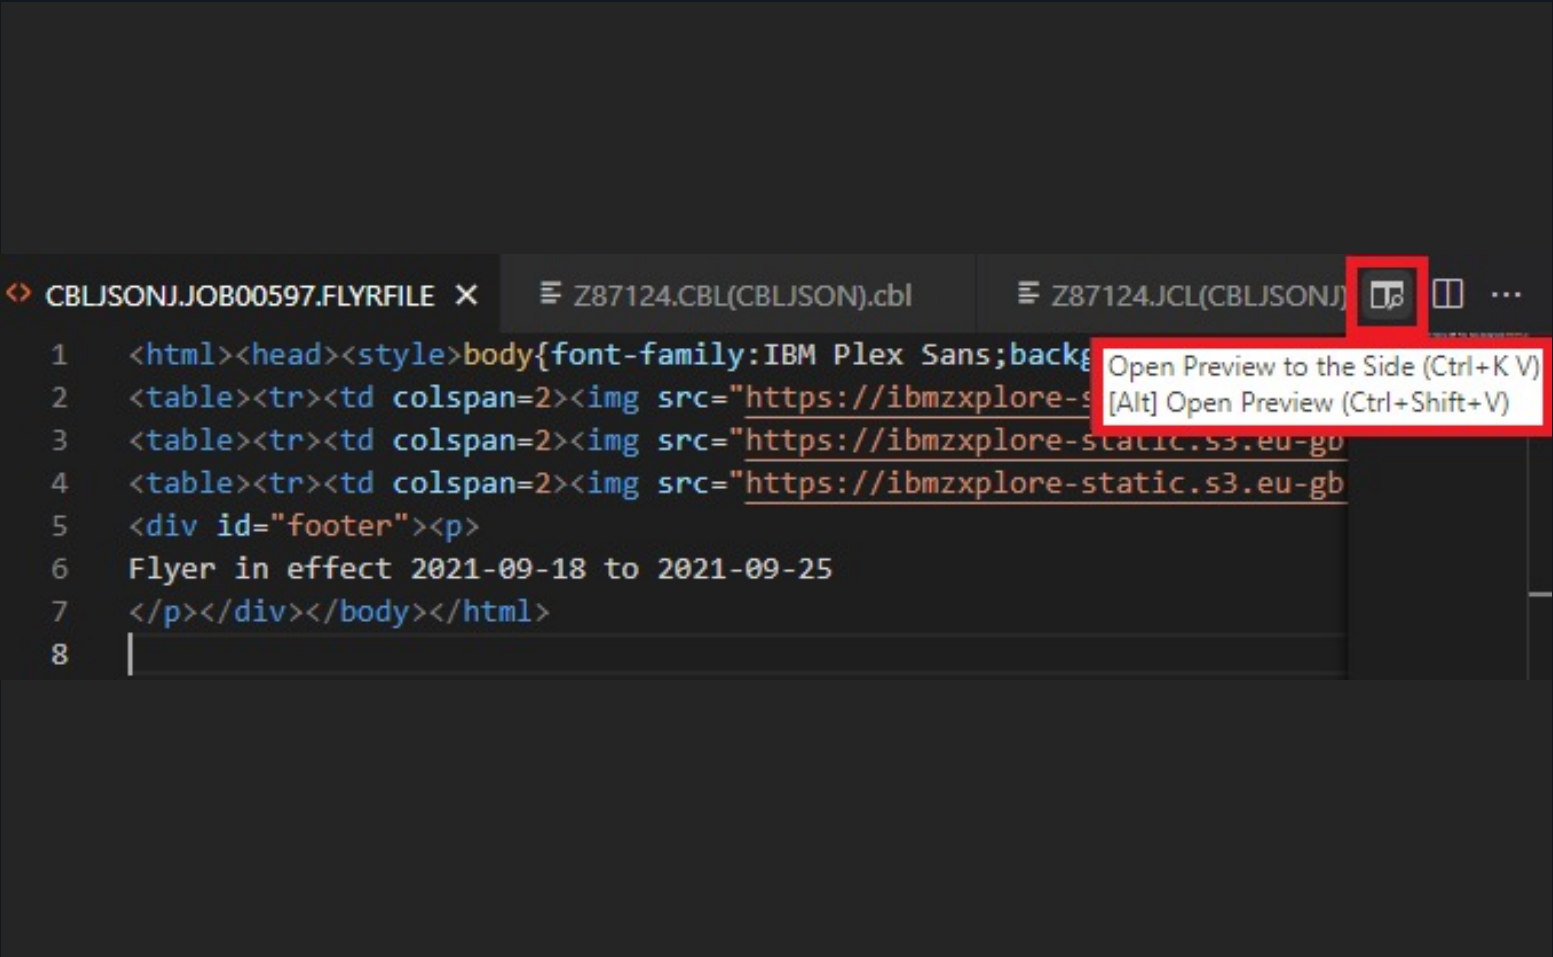 CBLJSONJ.JOB00597.FLYRFILE Z87124.CBL(CBLJSON).cbl Z87124.JCL(CBLJSONJ)
Open Preview to the Side (Ctrl+K V)
[Alt] Open Preview (Ctrl+Shift+V)
1 <html><head><style>body{font-family:IBM Plex Sans;backg
2 <table><tr><td colspan=2><img src="https://ibmzxplore-s
3 <table><tr><td colspan=2><img src="https://ibmzxplore-static.s3.eu-gb
4 <table><tr><td colspan=2><img src="https://ibmzxplore-static.s3.eu-gb
5 <div id="footer"><p>
6 Flyer in effect 2021-09-18 to 2021-09-25
7 </p></div></body></html>
8